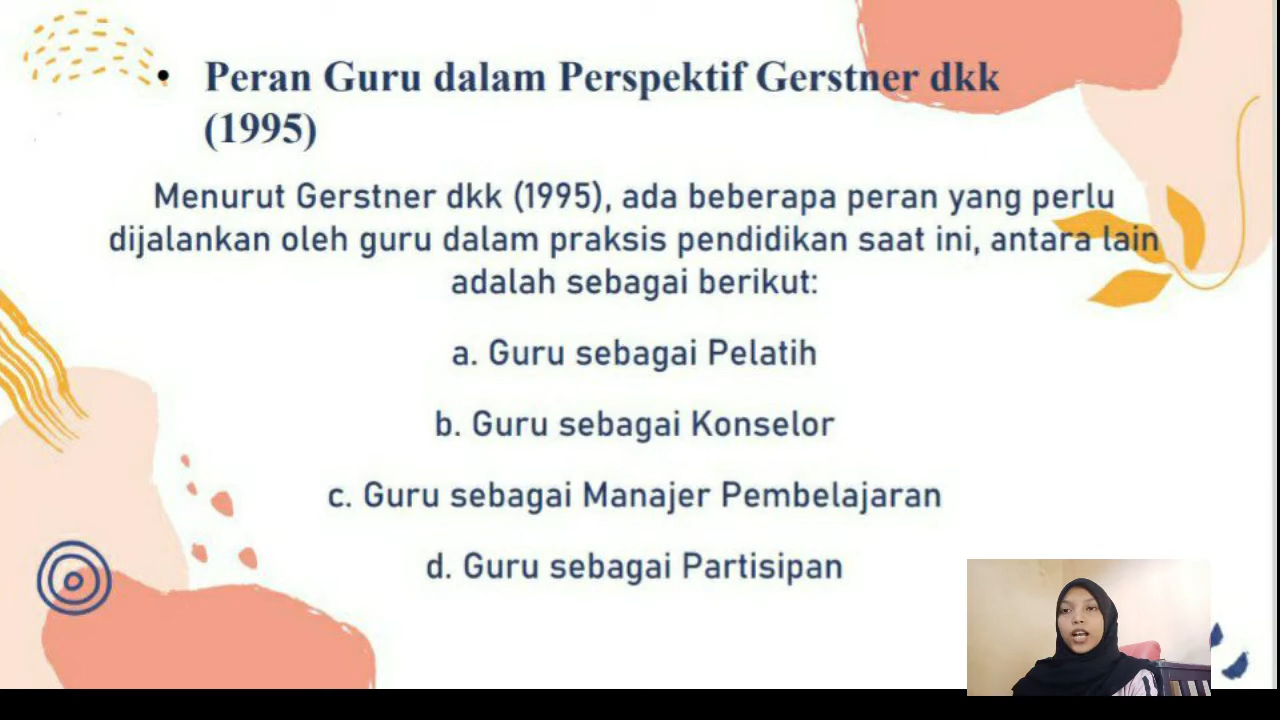 • Peran Guru dalam Perspektif Gerstner dkk
(1995)
Menurut Gerstner dkk (1995), ada beberapa peran yang perlu
dijalankan oleh guru dalam praksis pendidikan saat ini, antara lain
adalah sebagai berikut:
a. Guru sebagai Pelatih
b. Guru sebagai Konselor
c. Guru sebagai Manajer Pembelajaran
d. Guru sebagai Partisipan